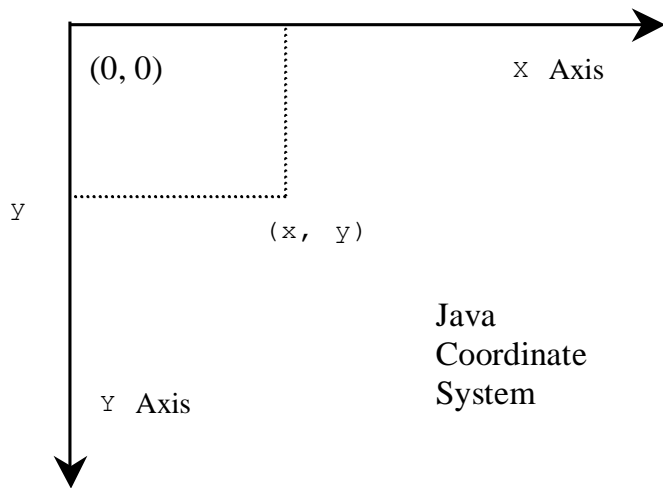 (0, 0)
X Axis
y
(x, y)
Java
Coordinate
System
Y Axis